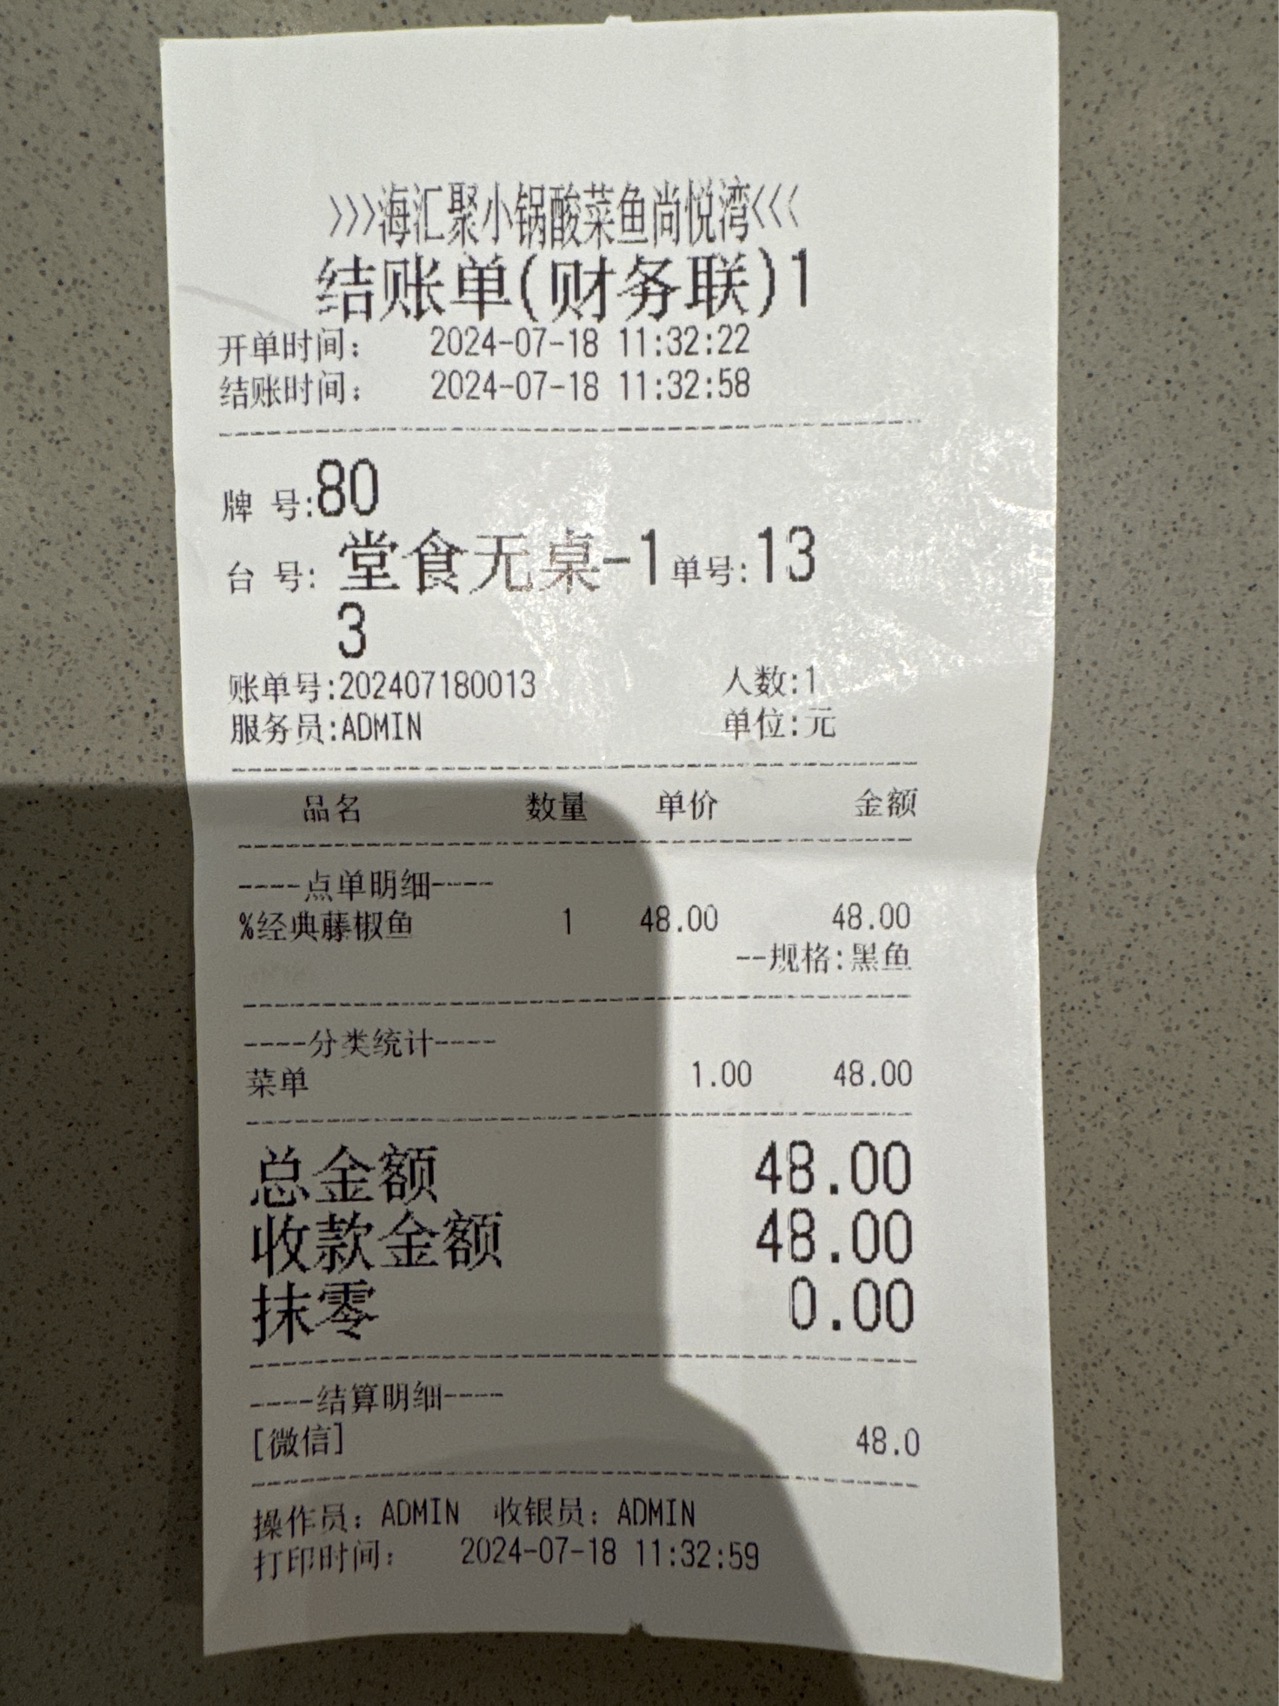 >>>海汇聚小锅酸菜鱼尚悦湾<<<
结账单(财务联)1
开单时间： 2024-07-18 11:32:22
结账时间： 2024-07-18 11:32:58
牌 号:80
台 号: 堂食无桌-1 单号:13
3
账单号:202407180013 人数:1
服务员:ADMIN 单位:元
品名 数量 单价 金额
----点单明细----
%经典藤椒鱼 1 48.00 48.00
--规格:黑鱼
----分类统计----
菜单 1.00 48.00
总金额 48.00
收款金额 48.00
抹零 0.00
----结算明细----
[微信] 48.0
操作员：ADMIN 收银员：ADMIN
打印时间： 2024-07-18 11:32:59